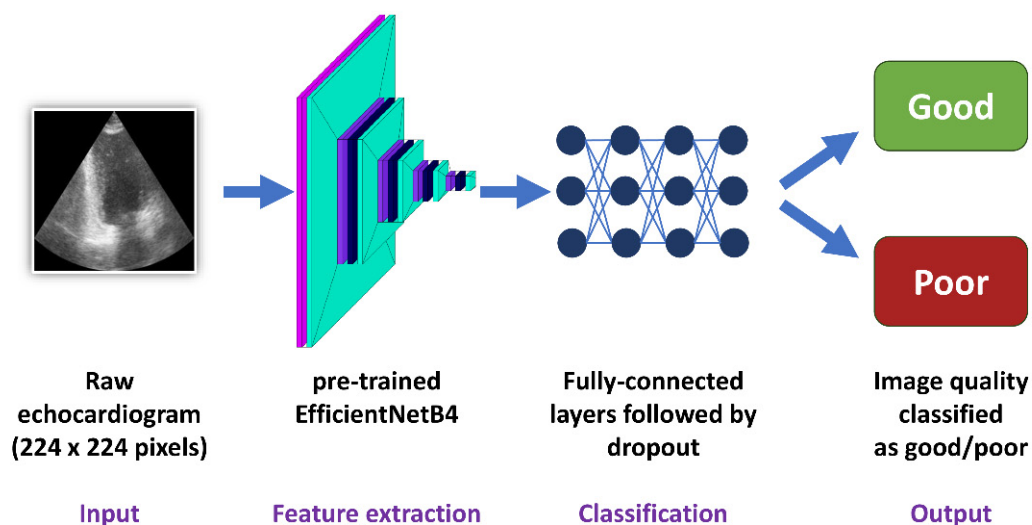 Good
Poor
Raw
echocardiogram
(224 x 224 pixels)
pre-trained
EfficientNetB4
Fully-connected
layers followed by
dropout
Image quality
classified
as good/poor
Input
Feature extraction
Classification
Output